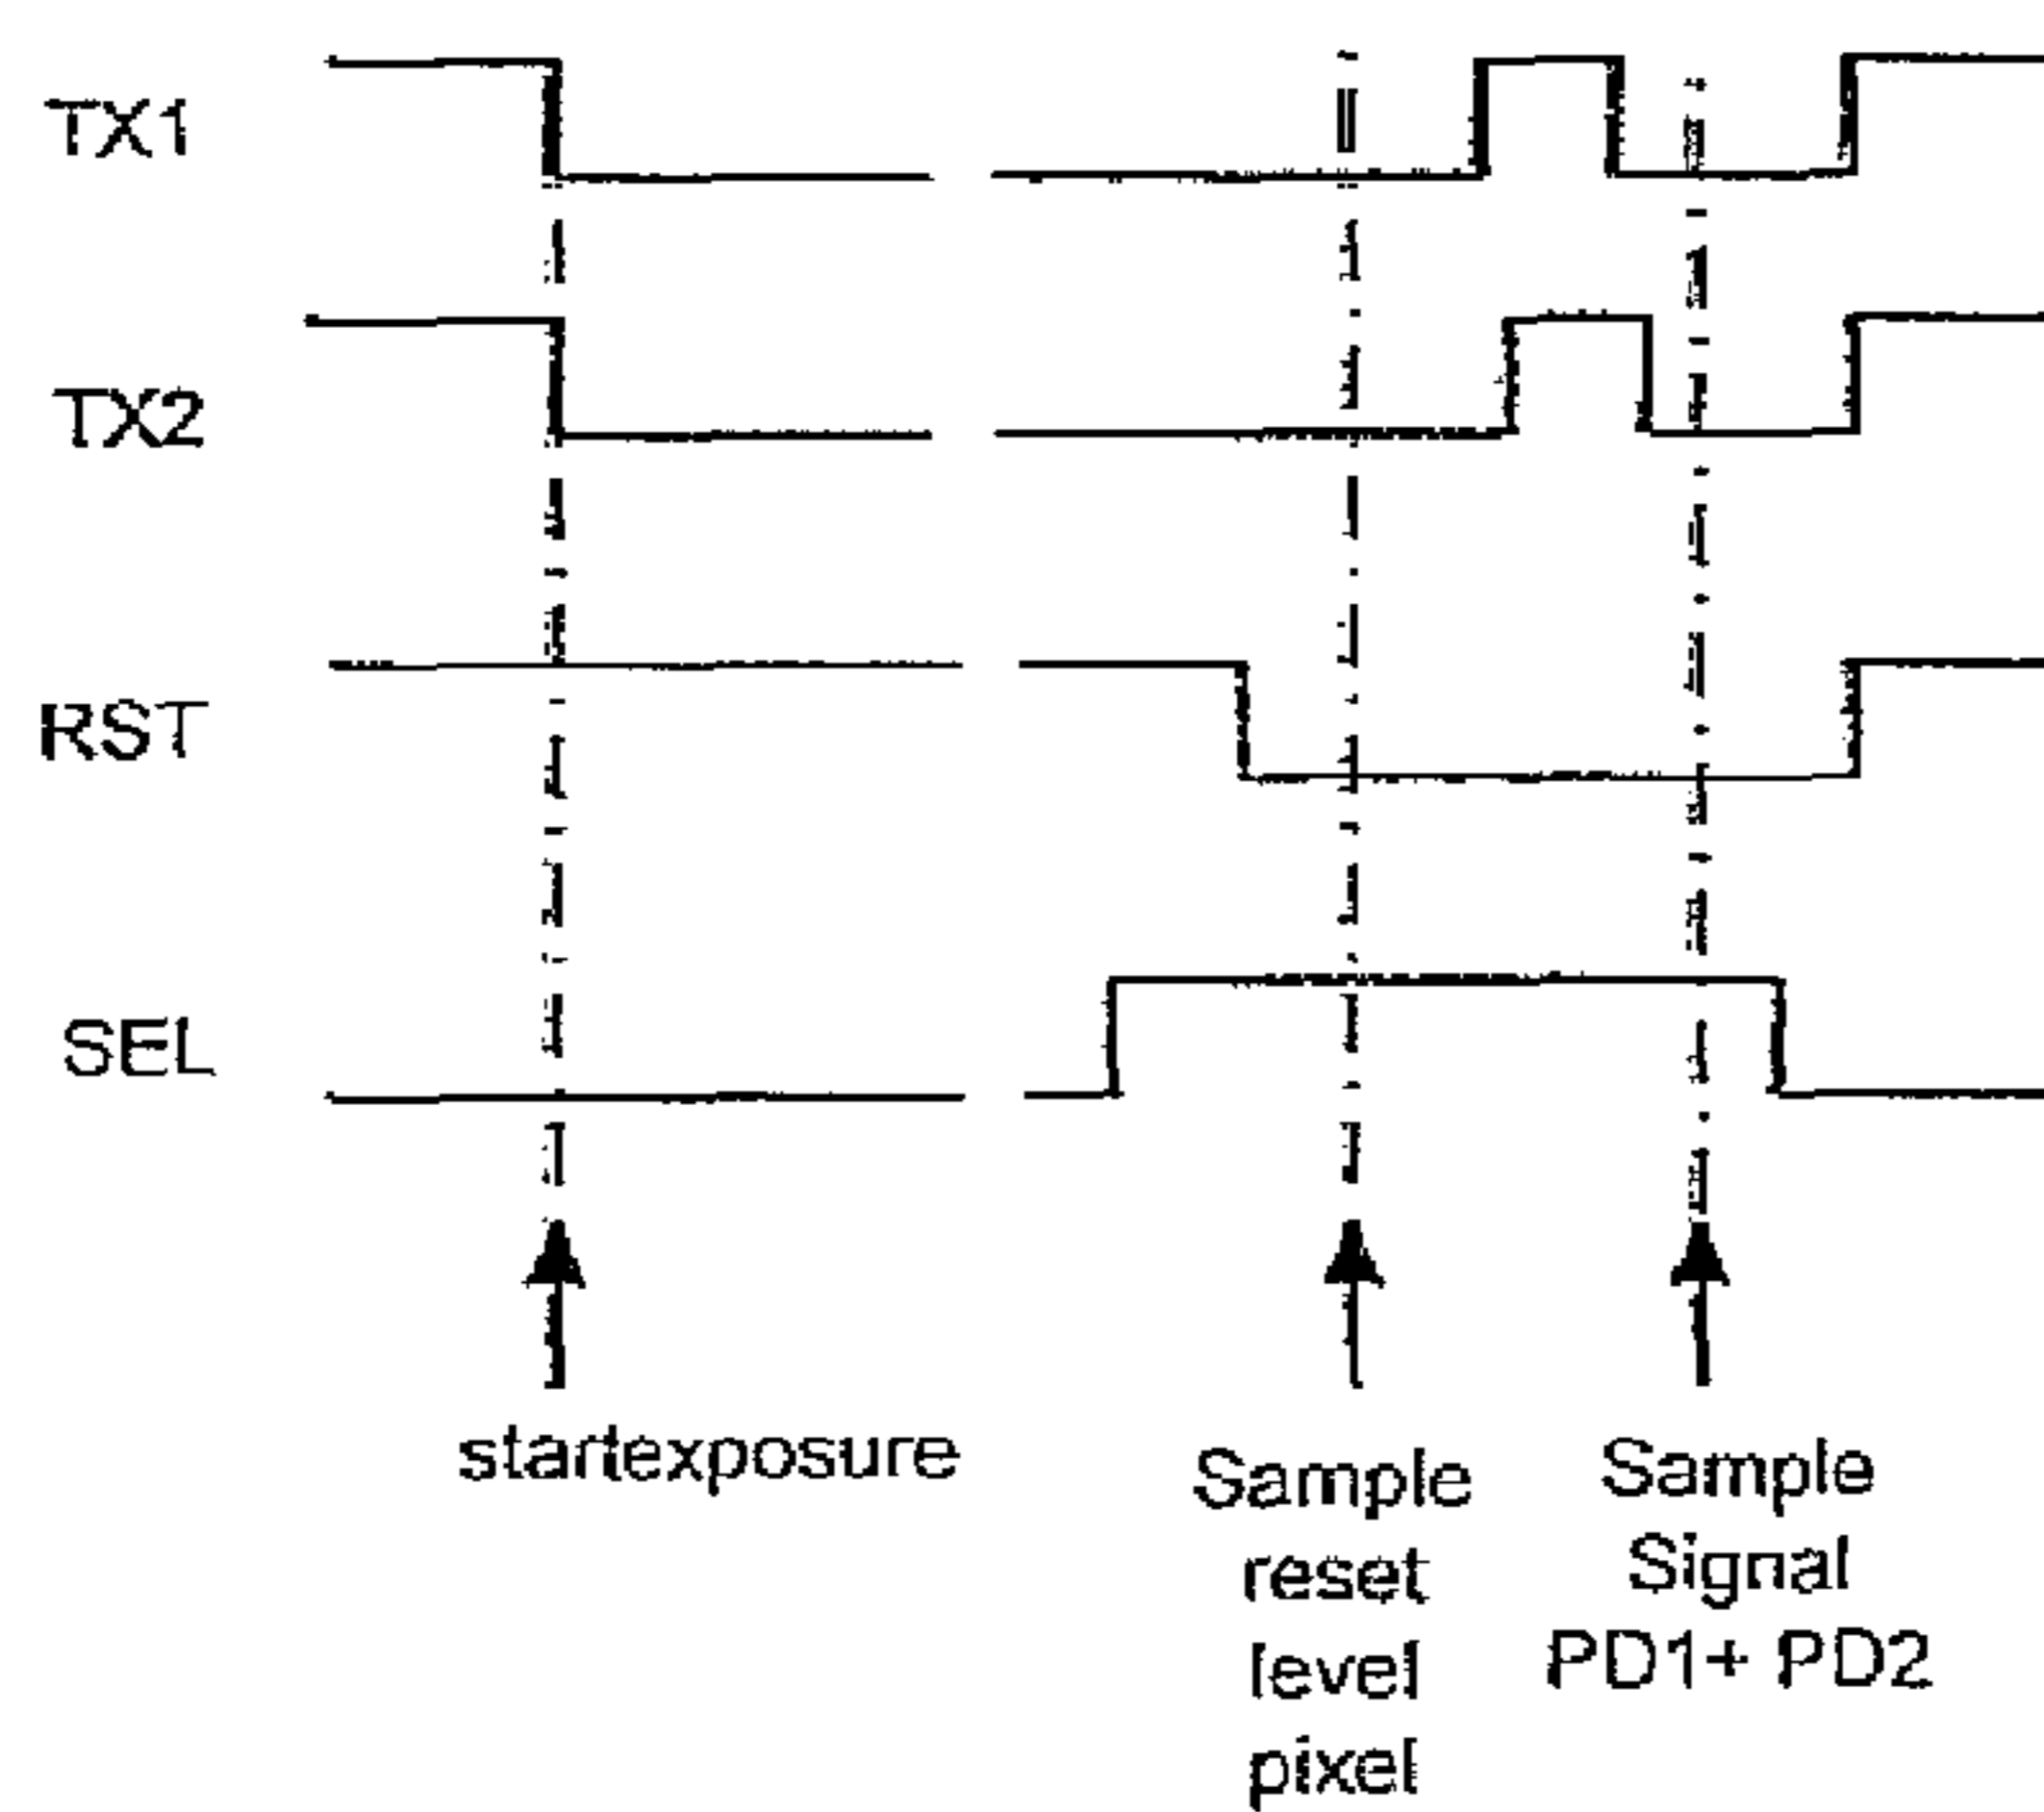 TX1
TX2
RST
SEL
startexposure
Sample
reset
level
pixel
Sample
Signal
PD1+ PD2